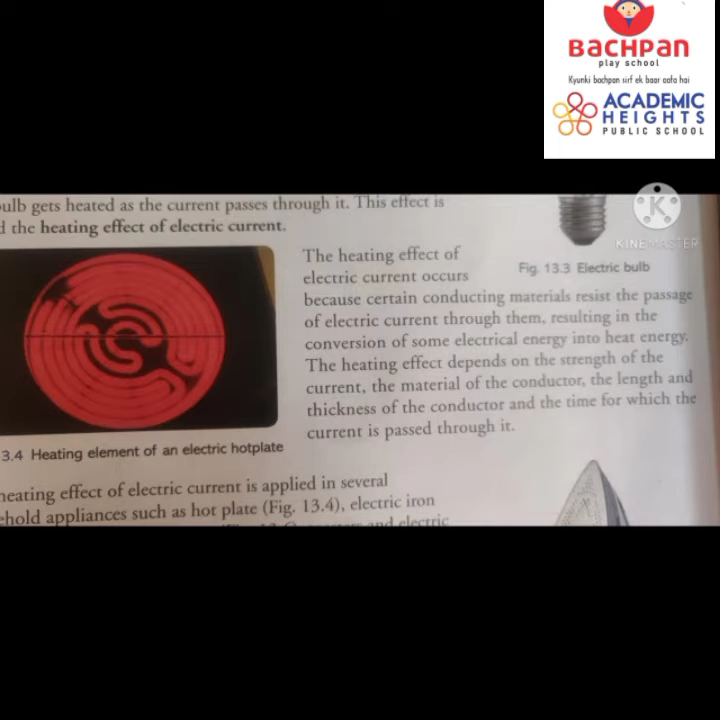 BACHPAN
play school
Kyunki bachpan sirf ek baar aata hai
ACADEMIC
HEIGHTS
PUBLIC SCHOOL
ulb gets heated as the current passes through it. This effect is
d the heating effect of electric current.
K
KINEMASTER
Fig. 13.3 Electric bulb
The heating effect of
electric current occurs
because certain conducting materials resist the passage
of electric current through them, resulting in the
conversion of some electrical energy into heat energy.
The heating effect depends on the strength of the
current, the material of the conductor, the length and
thickness of the conductor and the time for which the
current is passed through it.
3.4 Heating element of an electric hotplate
heating effect of electric current is applied in several
ehold appliances such as hot plate (Fig. 13.4), electric iron
and electric